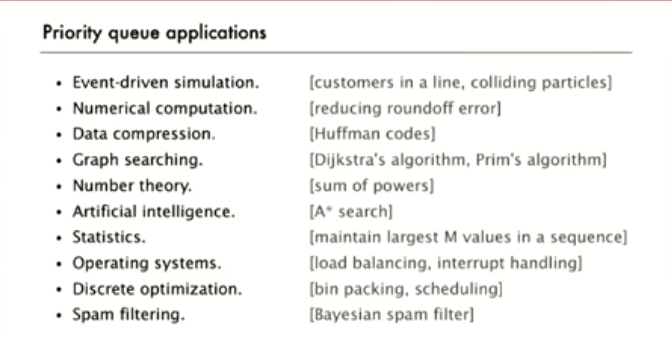 Priority queue applications
• Event-driven simulation. [customers in a line, colliding particles]
• Numerical computation. [reducing roundoff error]
• Data compression. [Huffman codes]
• Graph searching. [Dijkstra's algorithm, Prim's algorithm]
• Number theory. [sum of powers]
• Artificial intelligence. [A* search]
• Statistics. [maintain largest M values in a sequence]
• Operating systems. [load balancing, interrupt handling]
• Discrete optimization. [bin packing, scheduling]
• Spam filtering. [Bayesian spam filter]